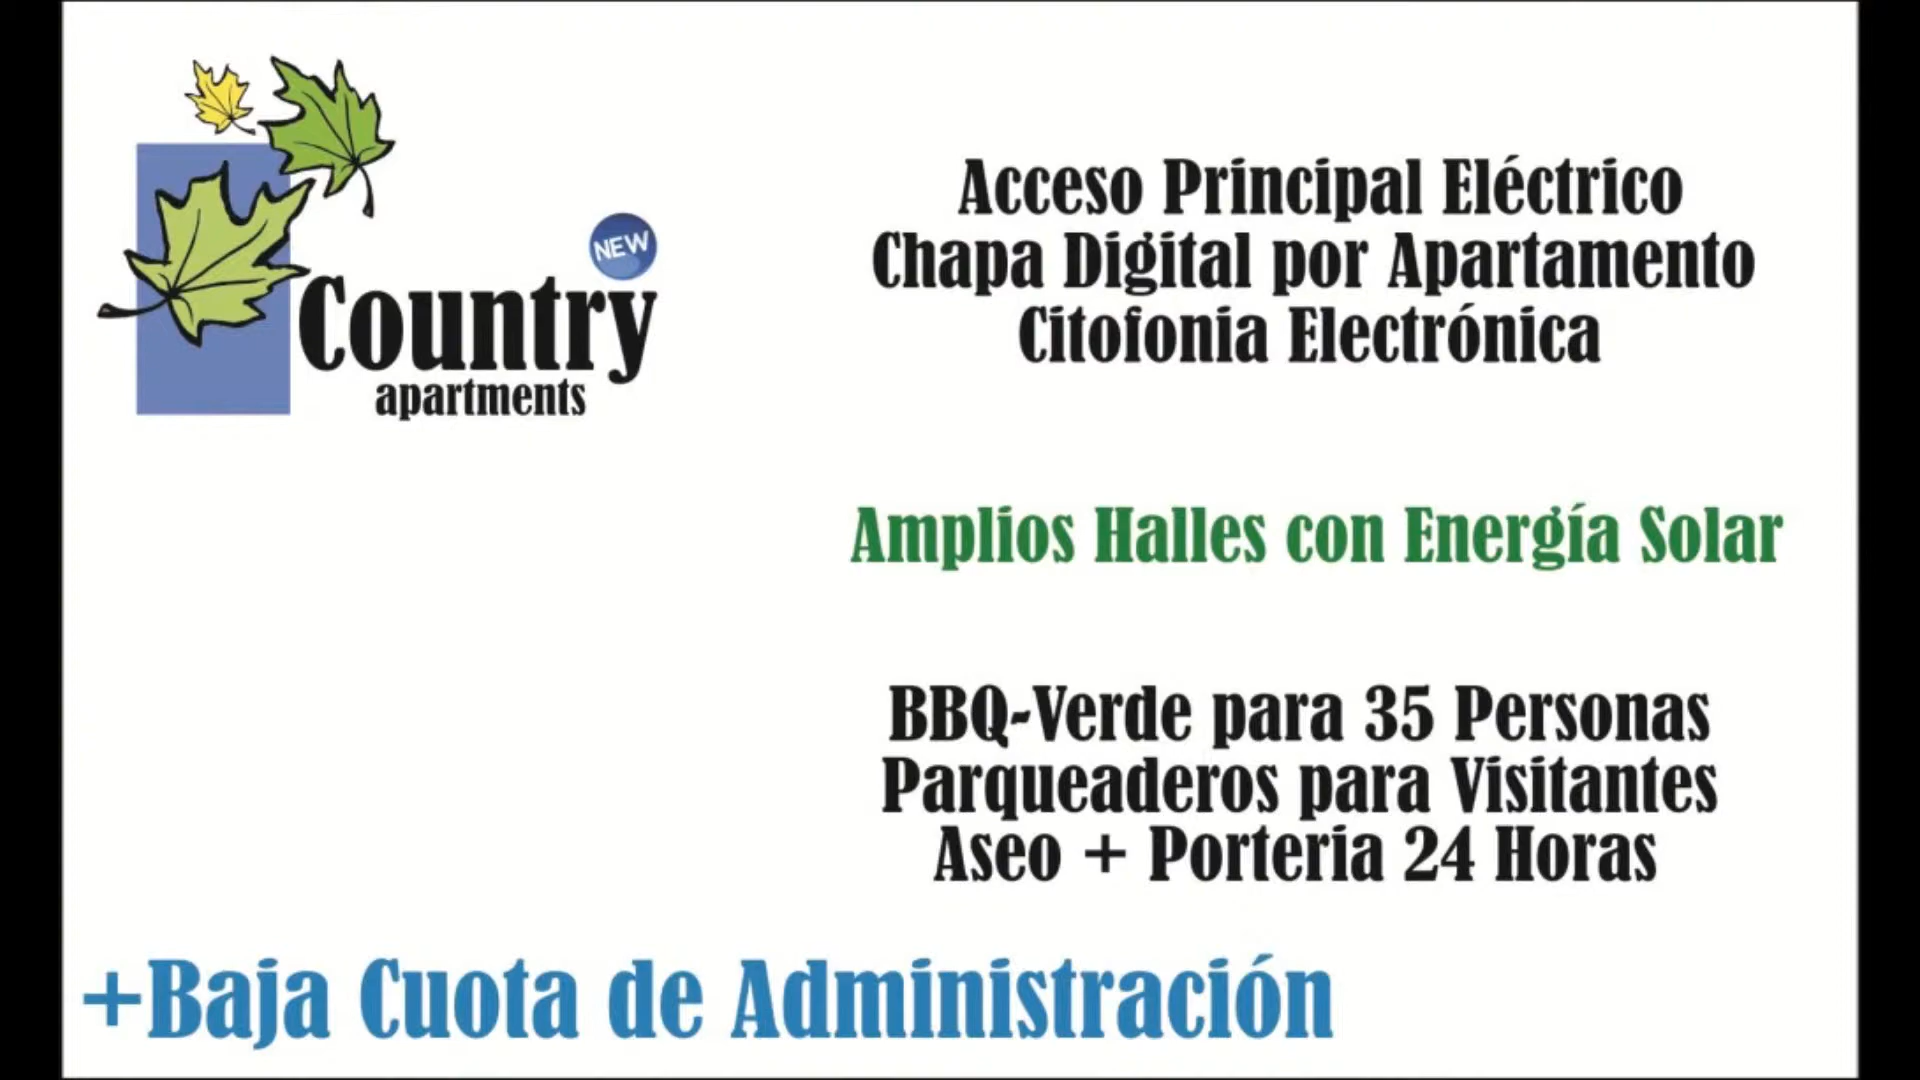 NEW
Country
apartments
Acceso Principal Eléctrico
Chapa Digital por Apartamento
Citofonia Electrónica
Amplios Halles con Energía Solar
BBQ-Verde para 35 Personas
Parqueaderos para Visitantes
Aseo + Porteria 24 Horas
+Baja Cuota de Administración